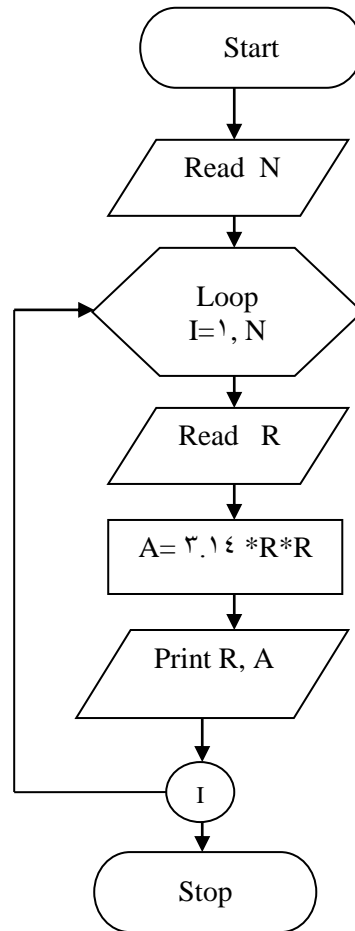 Start
Read N
Loop
I=١, N
Read R
A= ٣.١٤ *R*R
Print R, A
I
Stop